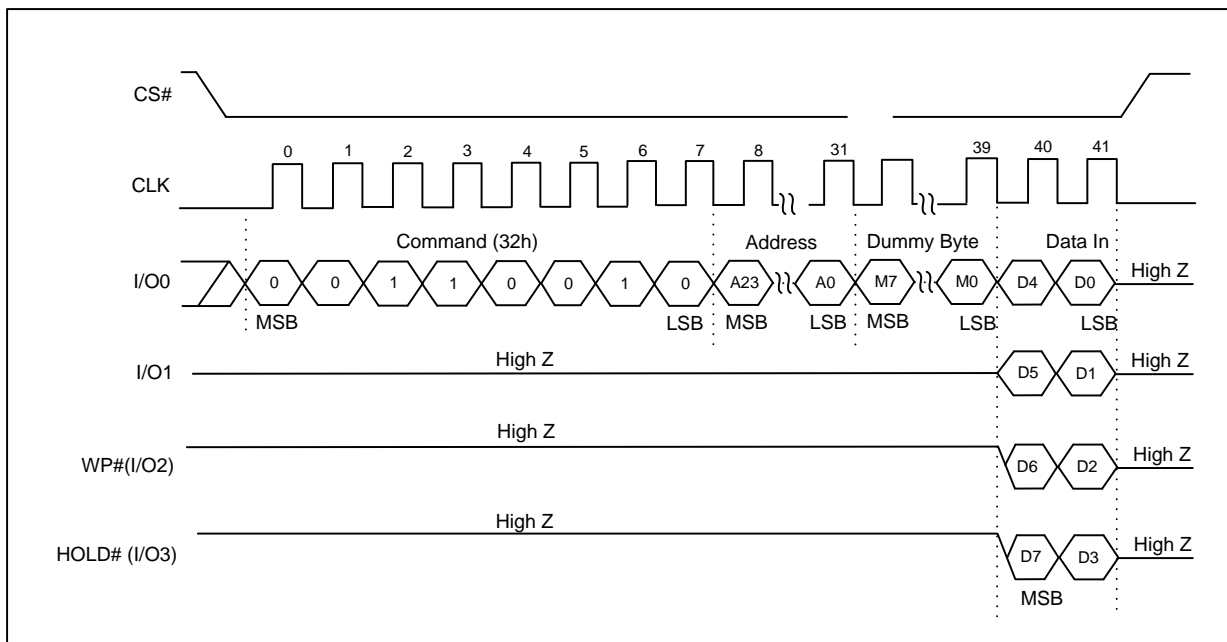 CS#
0 1 2 3 4 5 6 7 8 31 39 40 41
CLK
Command (32h) Address Dummy Byte Data In
I/O0 0 0 1 1 0 0 1 0 A23 A0 M7 M0 D4 D0 High Z
MSB LSB MSB LSB MSB LSB LSB
High Z
I/O1 D5 D1 High Z
High Z
WP#(I/O2) D6 D2 High Z
High Z
HOLD# (I/O3) D7 D3 High Z
MSB